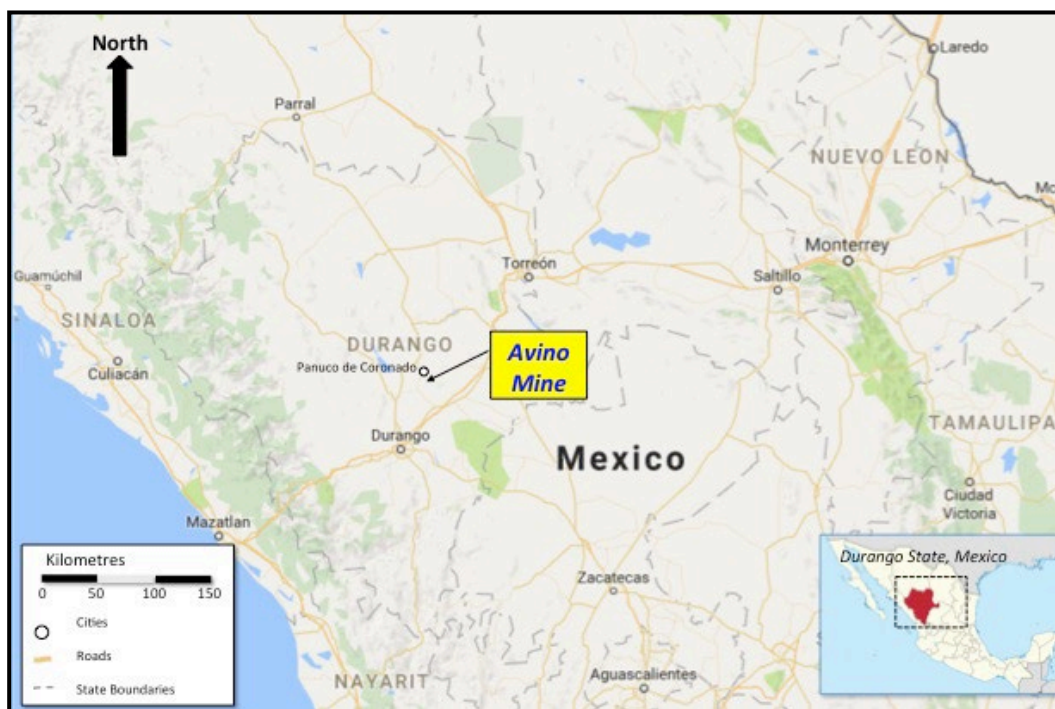 North
Laredo
Parral
NUEVO LEON
Mo
Monterrey
Torreón
Saltillo
Guamúchil
SINALOA
DURANGO
Avino
Mine
Panuco de Coronado
Culiacán
TAMAULIPA
Durango
Mexico
Ciudad
Victoria
Mazatlan
Kilometres
0 50 100 150
Cities
Roads
State Boundaries
Durango State, Mexico
Zacatecas
Aguascalientes
NAYARIT